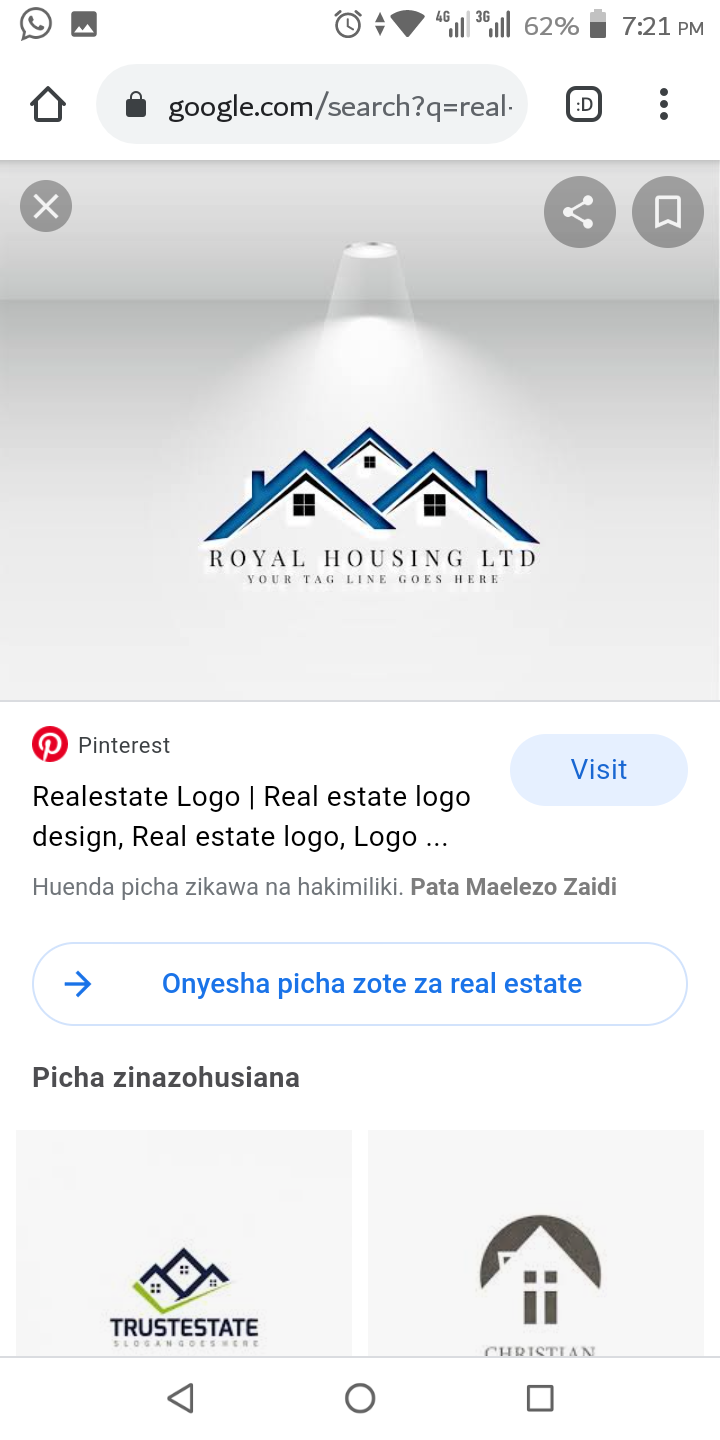 4G 3G 62% 7:21 PM
google.com/search?q=real-
:D
ROYAL HOUSING LTD
YOUR TAG LINE GOES HERE
Pinterest
Visit
Realestate Logo | Real estate logo
design, Real estate logo, Logo ...
Huenda picha zikawa na hakimiliki. Pata Maelezo Zaidi
Onyesha picha zote za real estate
Picha zinazohusiana
TRUSTESTATE
SLOGAN GOES HERE
CHRISTIAN